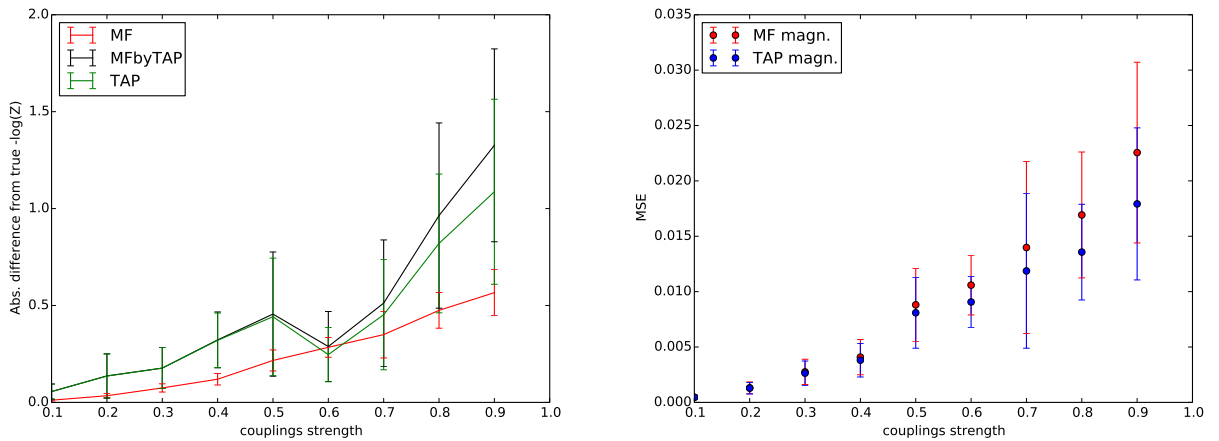 MF
MFbyTAP
TAP
Abs. difference from true -log(Z)
2.0
1.5
1.0
0.5
0.0
0.1 0.2 0.3 0.4 0.5 0.6 0.7 0.8 0.9 1.0
couplings strength
MF magn.
TAP magn.
MSE
0.035
0.030
0.025
0.020
0.015
0.010
0.005
0.000
0.1 0.2 0.3 0.4 0.5 0.6 0.7 0.8 0.9 1.0
couplings strength